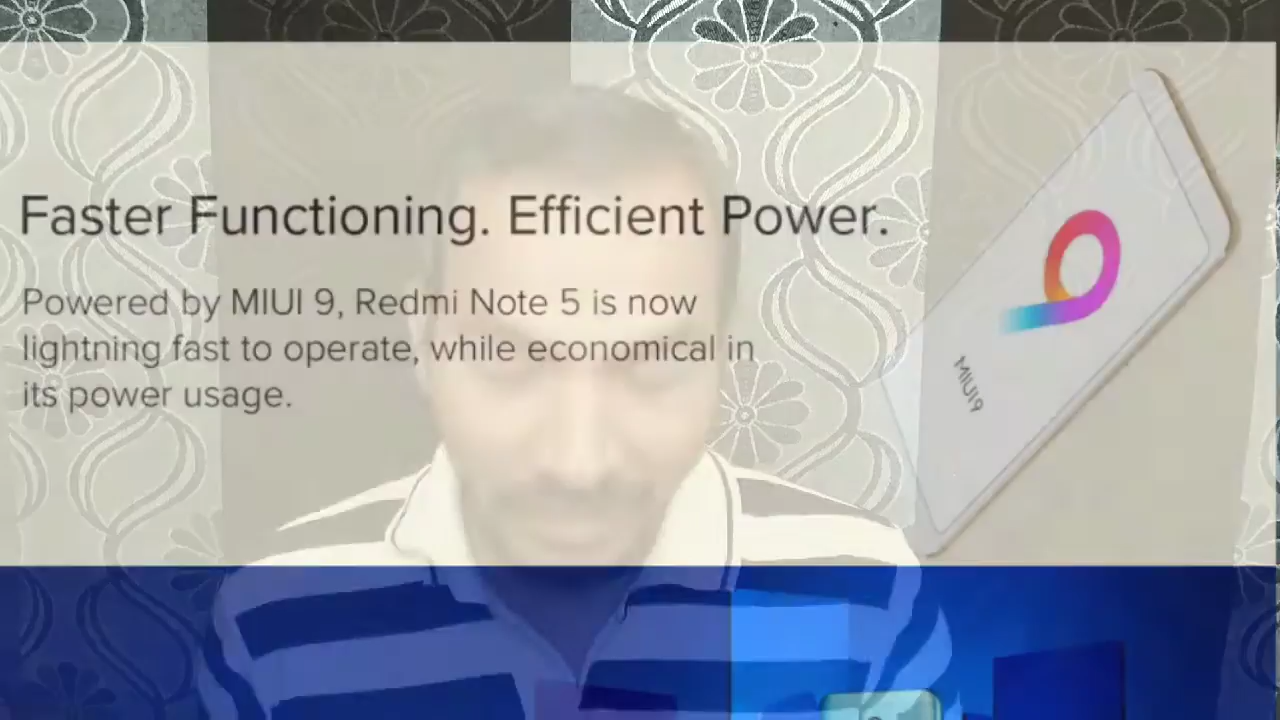 Faster Functioning. Efficient Power.
Powered by MIUI 9, Redmi Note 5 is now
lightning fast to operate, while economical in
its power usage.
MIUI9